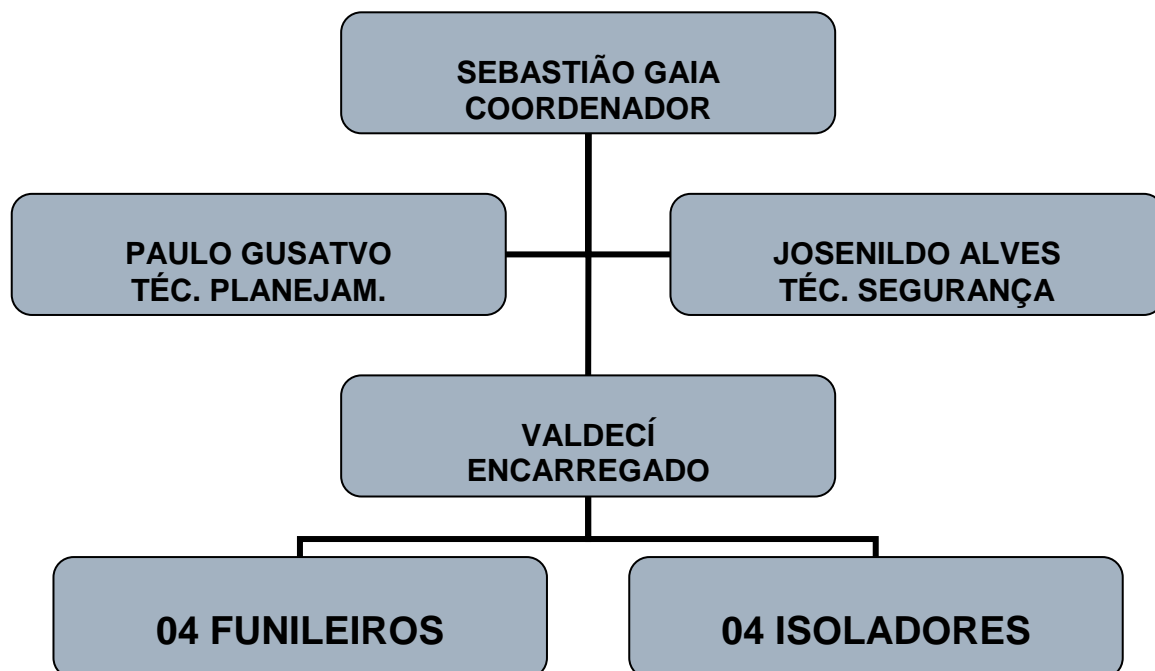 SEBASTIÃO GAIA
COORDENADOR
PAULO GUSATVO
TÉC. PLANEJAM.
JOSENILDO ALVES
TÉC. SEGURANÇA
VALDECÍ
ENCARREGADO
04 FUNILEIROS
04 ISOLADORES